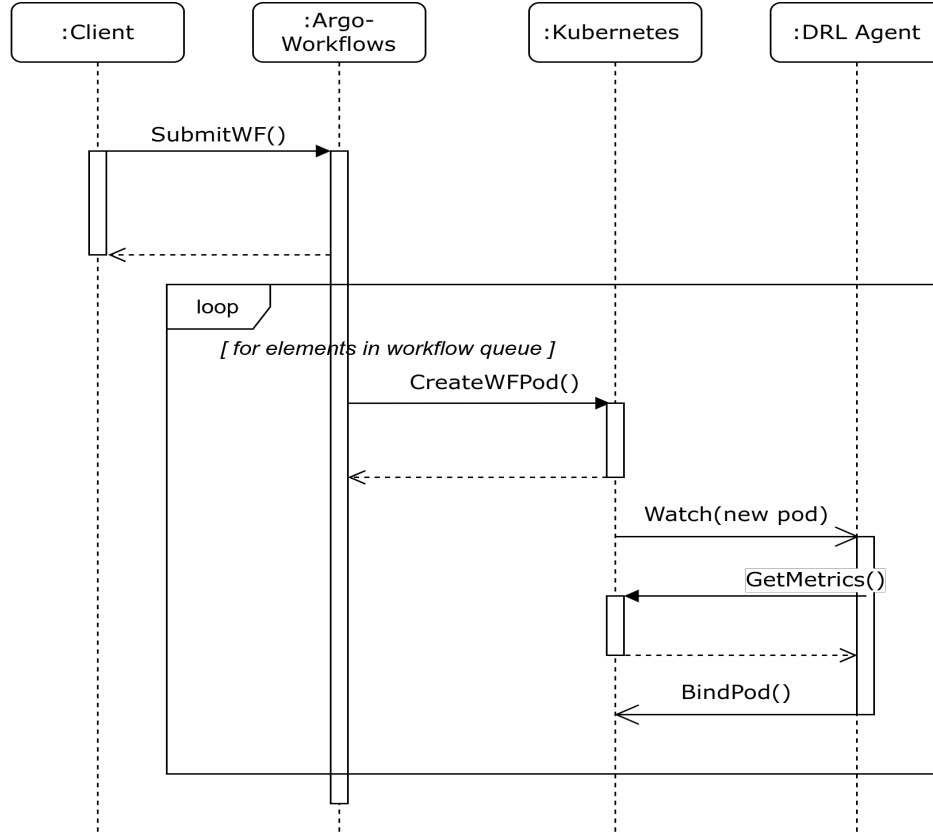 :Client
:Argo-
Workflows
:Kubernetes
:DRL Agent
SubmitWF()
loop
[ for elements in workflow queue ]
CreateWFPod()
Watch(new pod)
GetMetrics()
BindPod()